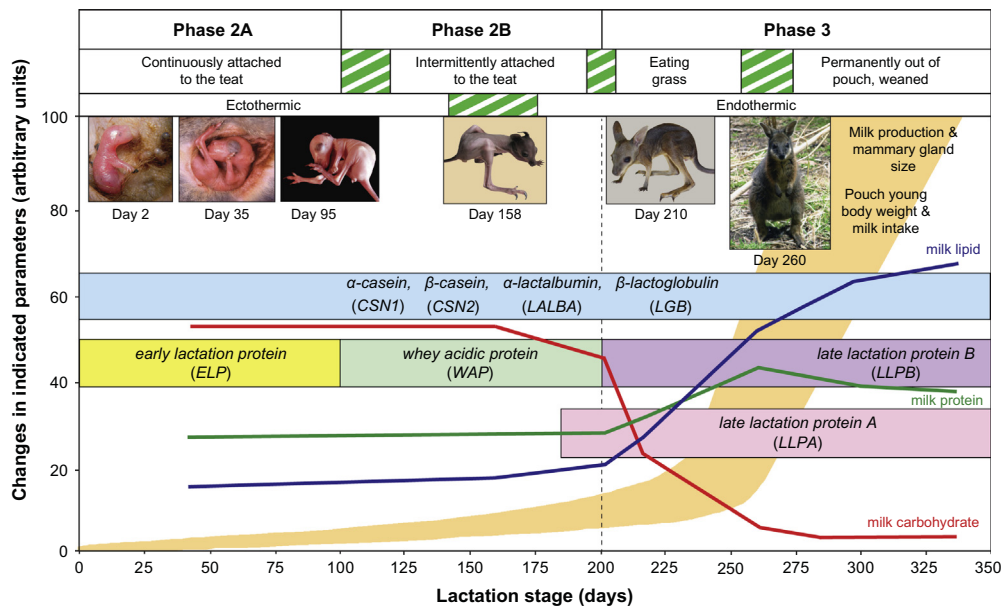 Phase 2A
Phase 2B
Phase 3
Continuously attached
to the teat
Intermittently attached
to the teat
Eating
grass
Permanently out of
pouch, weaned
Ectothermic
Endothermic
Changes in indicated parameters (artbitrary units)
100
80
60
40
20
0
Day 2
Day 35
Day 95
Day 158
Day 210
Day 260
Milk production &
mammary gland
size
Pouch young
body weight &
milk intake
milk lipid
α-casein,
(CSN1)
β-casein,
(CSN2)
α-lactalbumin,
(LALBA)
β-lactoglobulin
(LGB)
early lactation protein
(ELP)
whey acidic protein
(WAP)
late lactation protein B
(LLPB)
milk protein
late lactation protein A
(LLPA)
milk carbohydrate
0
25
50
75
100
125
150
175
200
225
250
275
300
325
350
Lactation stage (days)